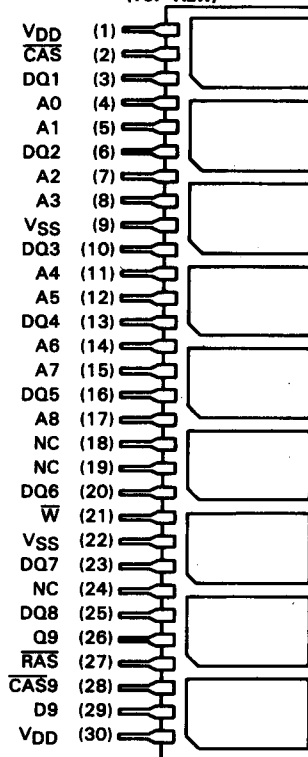 VDD (1)
CAS (2)
DQ1 (3)
A0 (4)
A1 (5)
DQ2 (6)
A2 (7)
A3 (8)
VSS (9)
DQ3 (10)
A4 (11)
A5 (12)
DQ4 (13)
A6 (14)
A7 (15)
DQ5 (16)
A8 (17)
NC (18)
NC (19)
DQ6 (20)
W (21)
VSS (22)
DQ7 (23)
NC (24)
DQ8 (25)
Q9 (26)
RAS (27)
CAS9 (28)
D9 (29)
VDD (30)